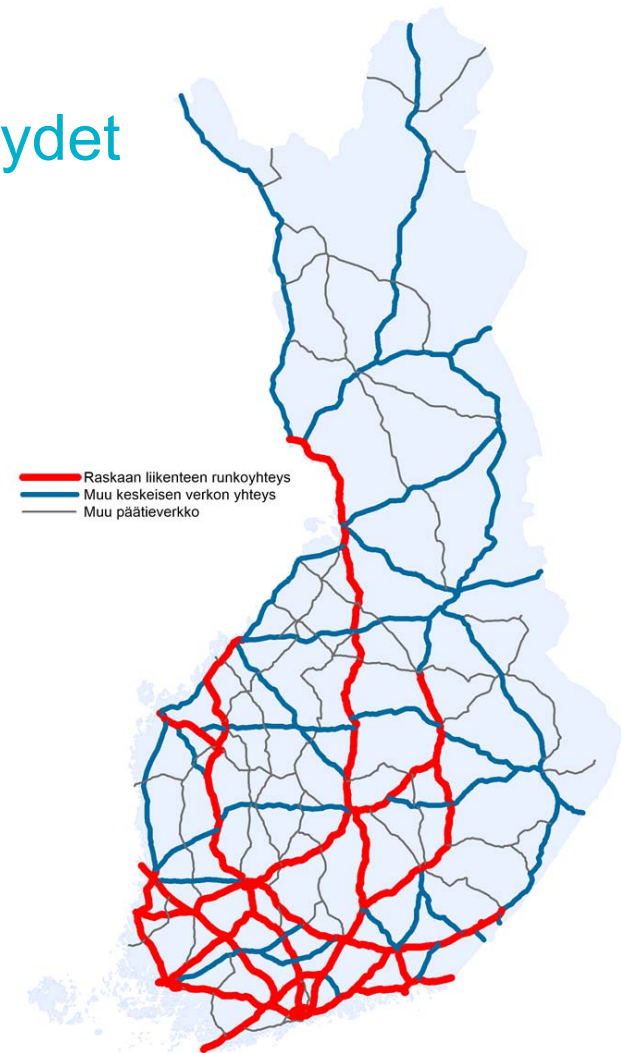 ydet
Raskaan liikenteen runkoyhteys
Muu keskeisen verkon yhteys
Muu päätieverkko